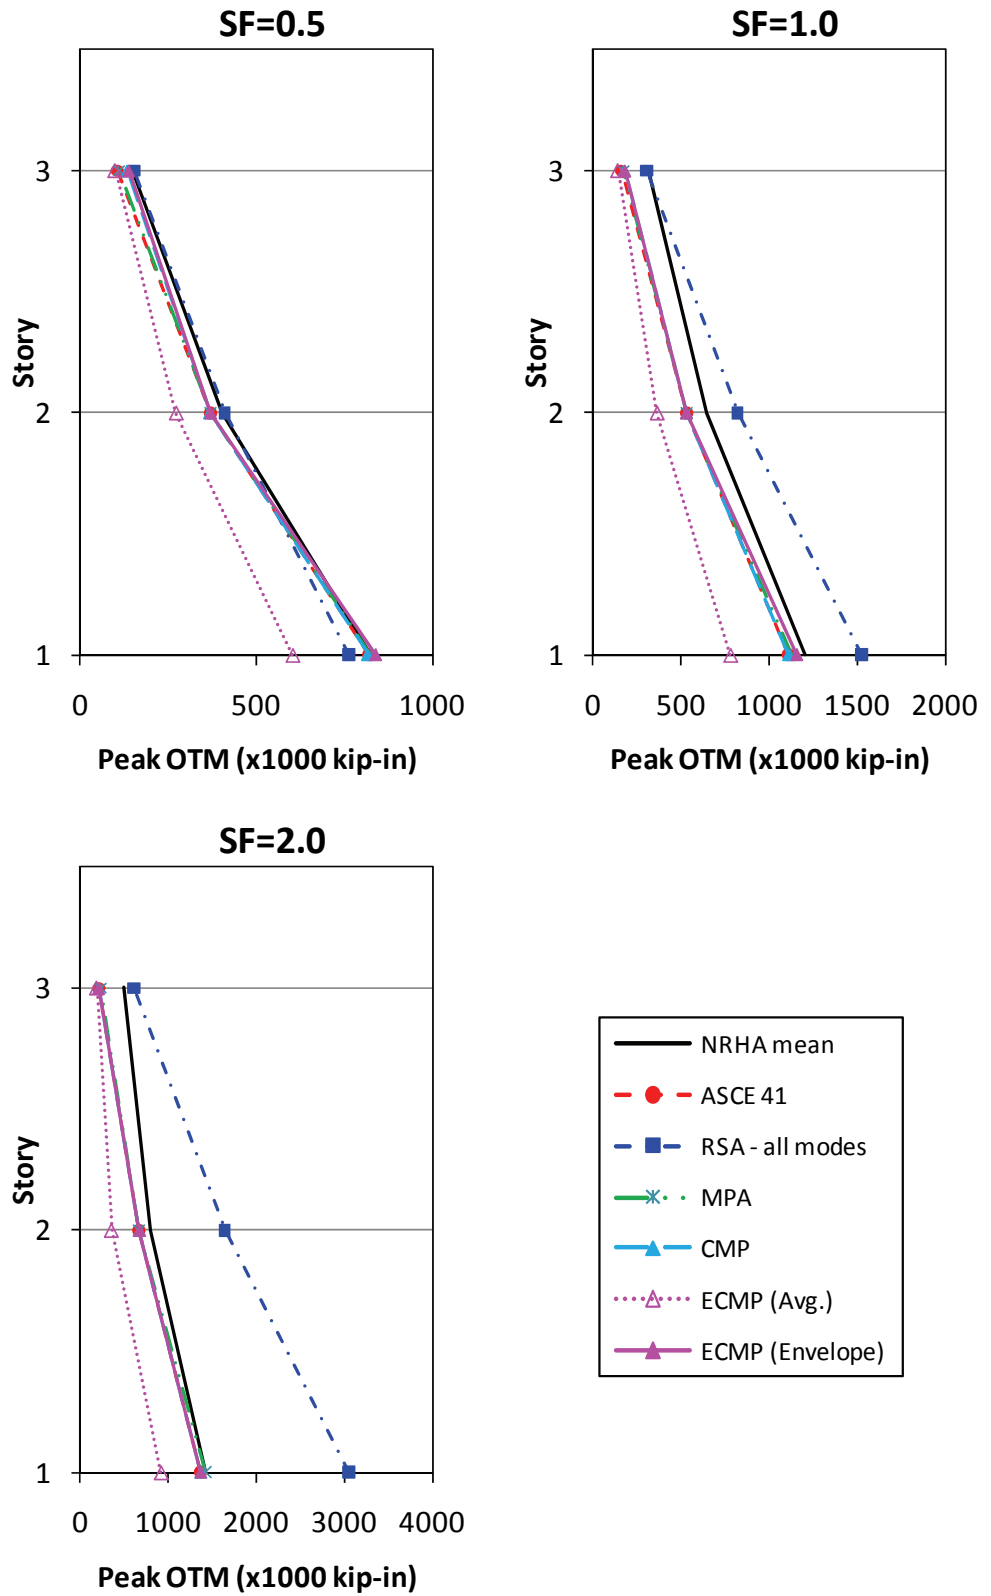 SF=0.5
3
2
1
Story
0 500 1000
Peak OTM (x1000 kip-in)
SF=1.0
3
2
1
Story
0 500 1000 1500 2000
Peak OTM (x1000 kip-in)
SF=2.0
3
2
1
Story
0 1000 2000 3000 4000
Peak OTM (x1000 kip-in)
NRHA mean
ASCE 41
RSA - all modes
MPA
CMP
ECMP (Avg.)
ECMP (Envelope)